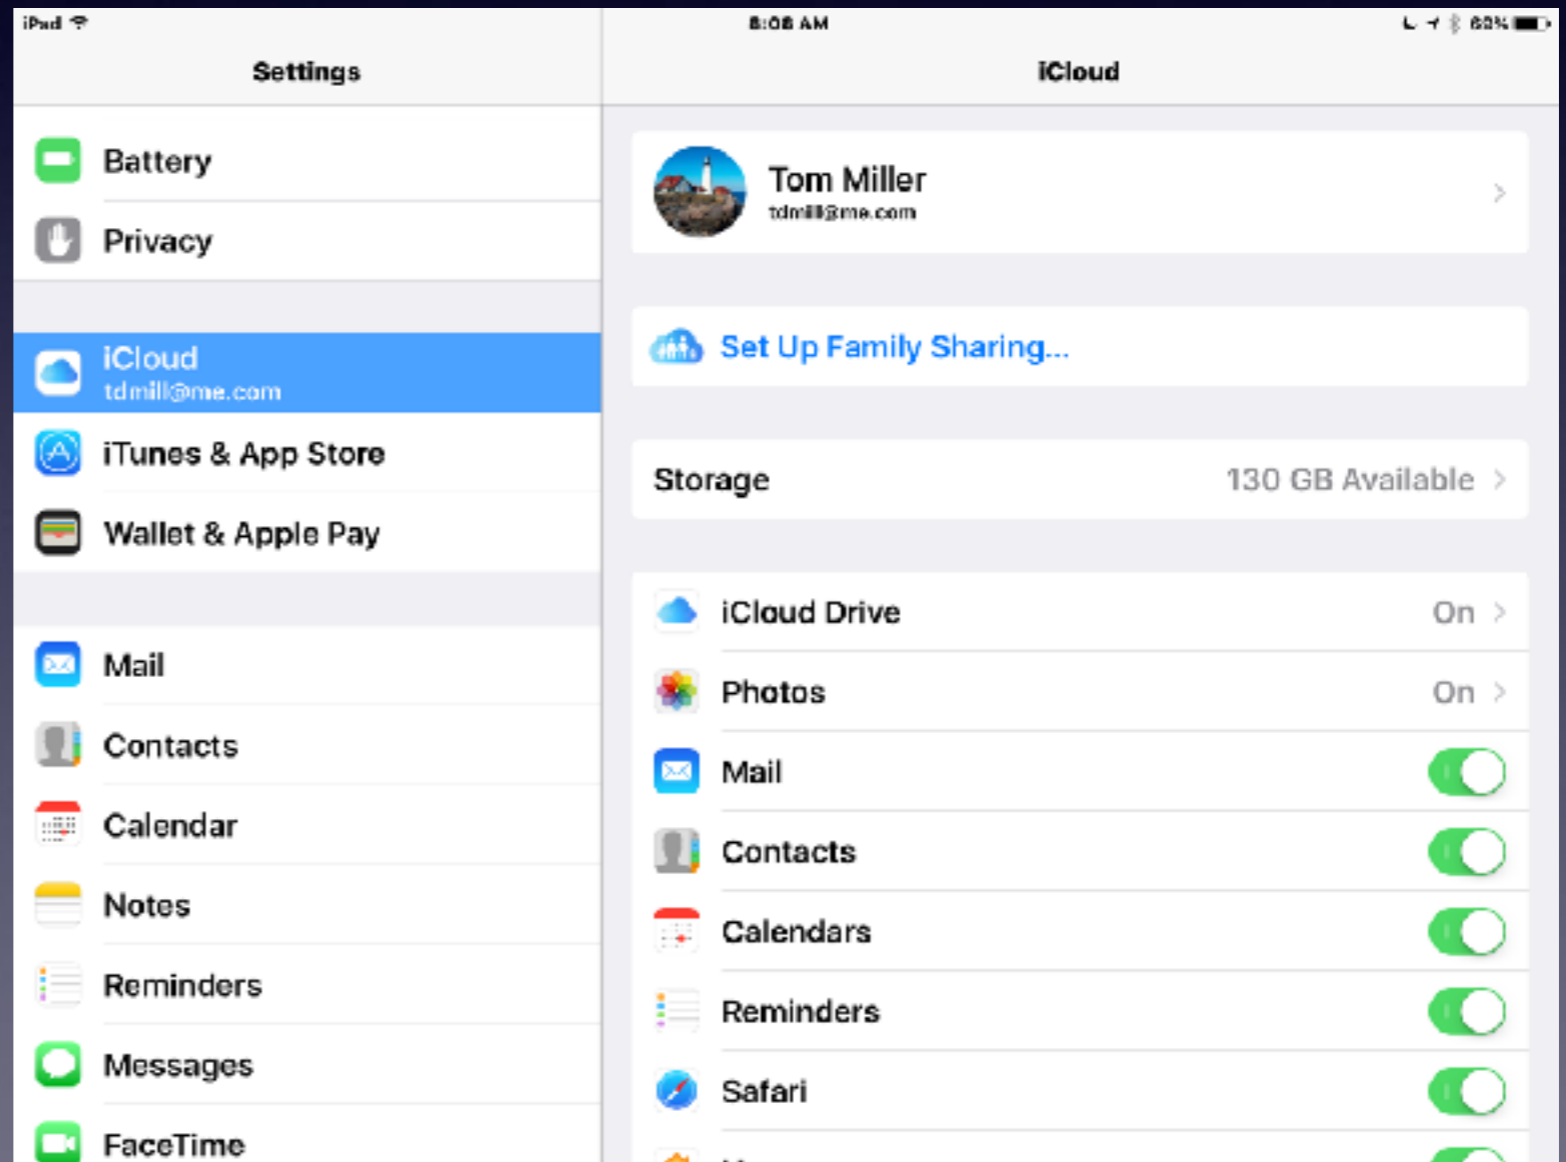 iPad
8:08 AM
Settings
iCloud
Battery
Privacy
iCloud
tdmill@me.com
iTunes & App Store
Wallet & Apple Pay
Mail
Contacts
Calendar
Notes
Reminders
Messages
FaceTime
Tom Miller
tdmill@me.com
Set Up Family Sharing...
Storage 130 GB Available
iCloud Drive On
Photos On
Mail
Contacts
Calendars
Reminders
Safari